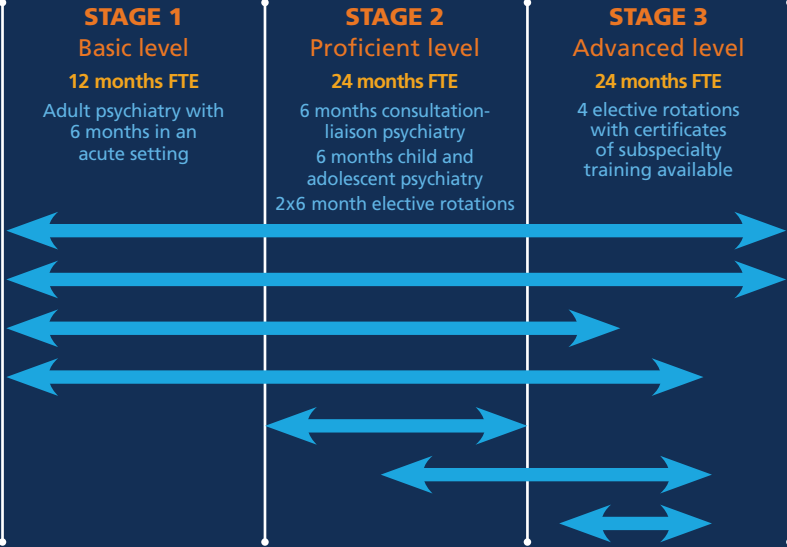 STAGE 1
Basic level
12 months FTE
Adult psychiatry with
6 months in an
acute setting
STAGE 2
Proficient level
24 months FTE
6 months consultation-
liaison psychiatry
6 months child and
adolescent psychiatry
2x6 month elective rotations
STAGE 3
Advanced level
24 months FTE
4 elective rotations
with certificates
of subspecialty
training available